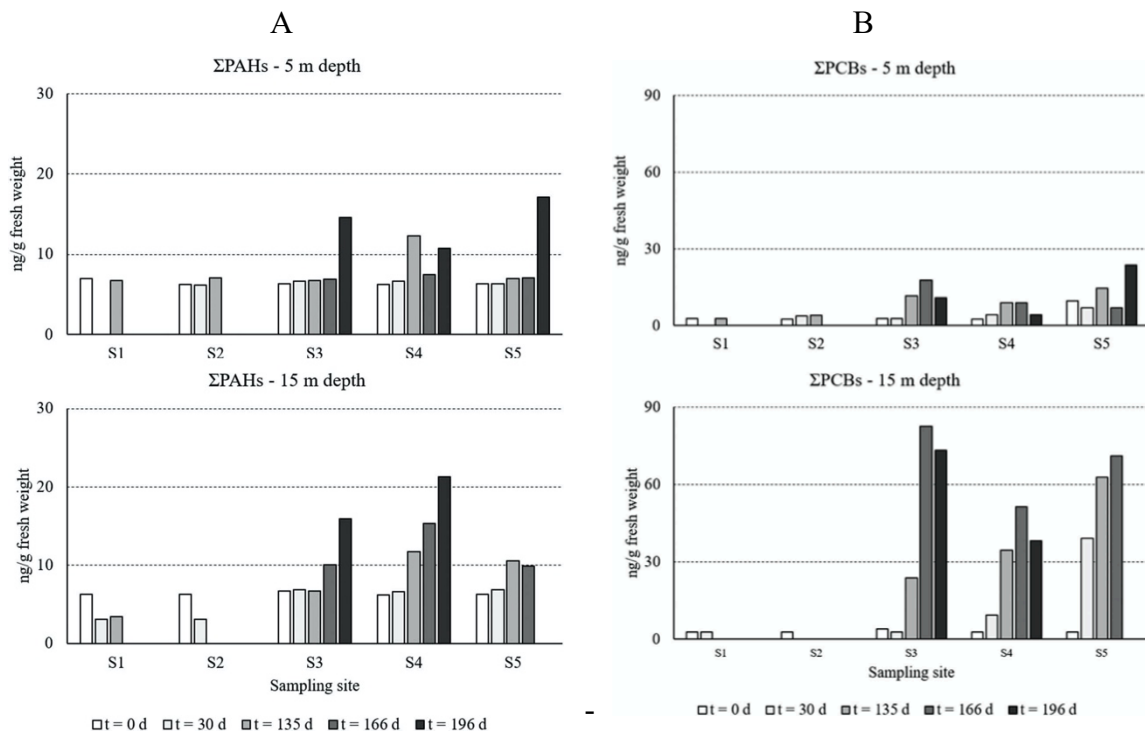 A
ΣPAHs - 5 m depth
30
20
10
0
ng/g fresh weight
S1 S2 S3 S4 S5
ΣPAHs - 15 m depth
30
20
10
0
ng/g fresh weight
S1 S2 S3 S4 S5
Sampling site
t = 0 d t = 30 d t = 135 d t = 166 d t = 196 d
-
B
ΣPCBs - 5 m depth
90
60
30
0
ng/g fresh weight
S1 S2 S3 S4 S5
ΣPCBs - 15 m depth
90
60
30
0
ng/g fresh weight
S1 S2 S3 S4 S5
Sampling site
t = 0 d t = 30 d t = 135 d t = 166 d t = 196 d